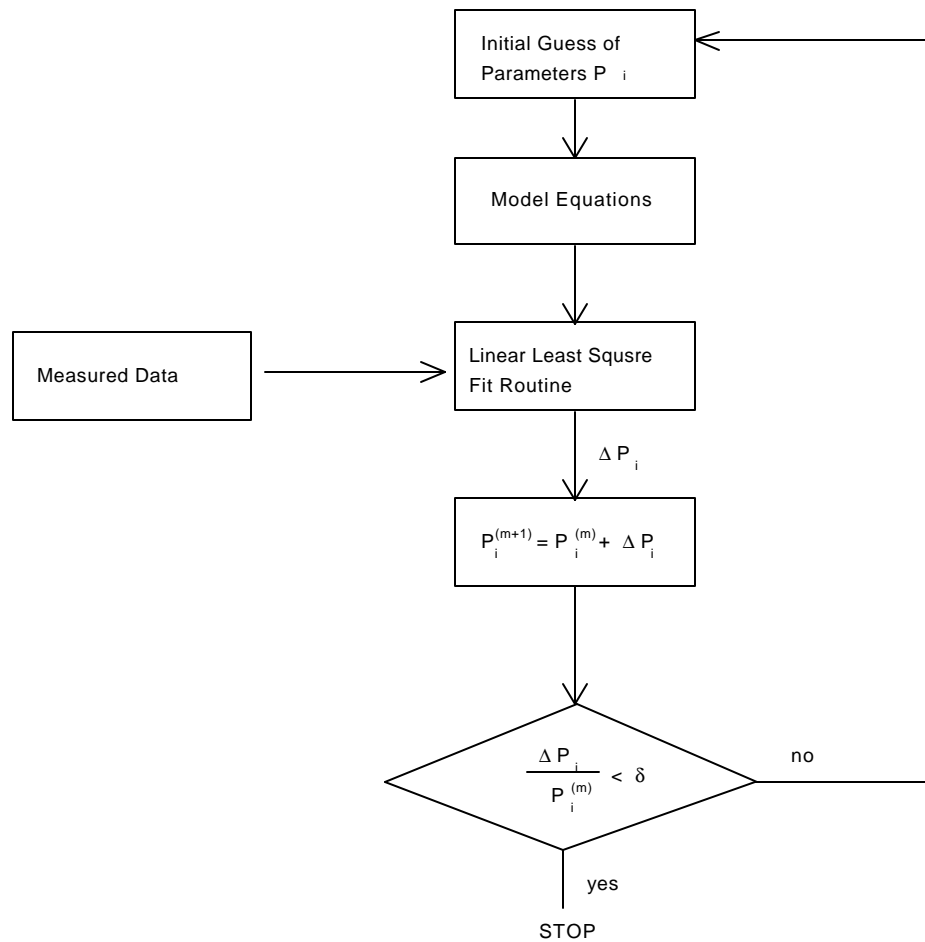 Initial Guess of
Parameters P i
Model Equations
Linear Least Squsre
Fit Routine
Measured Data
Δ P i
P i (m+1) = P i (m) + Δ P i
Δ P i
P i (m)
< δ
no
yes
STOP